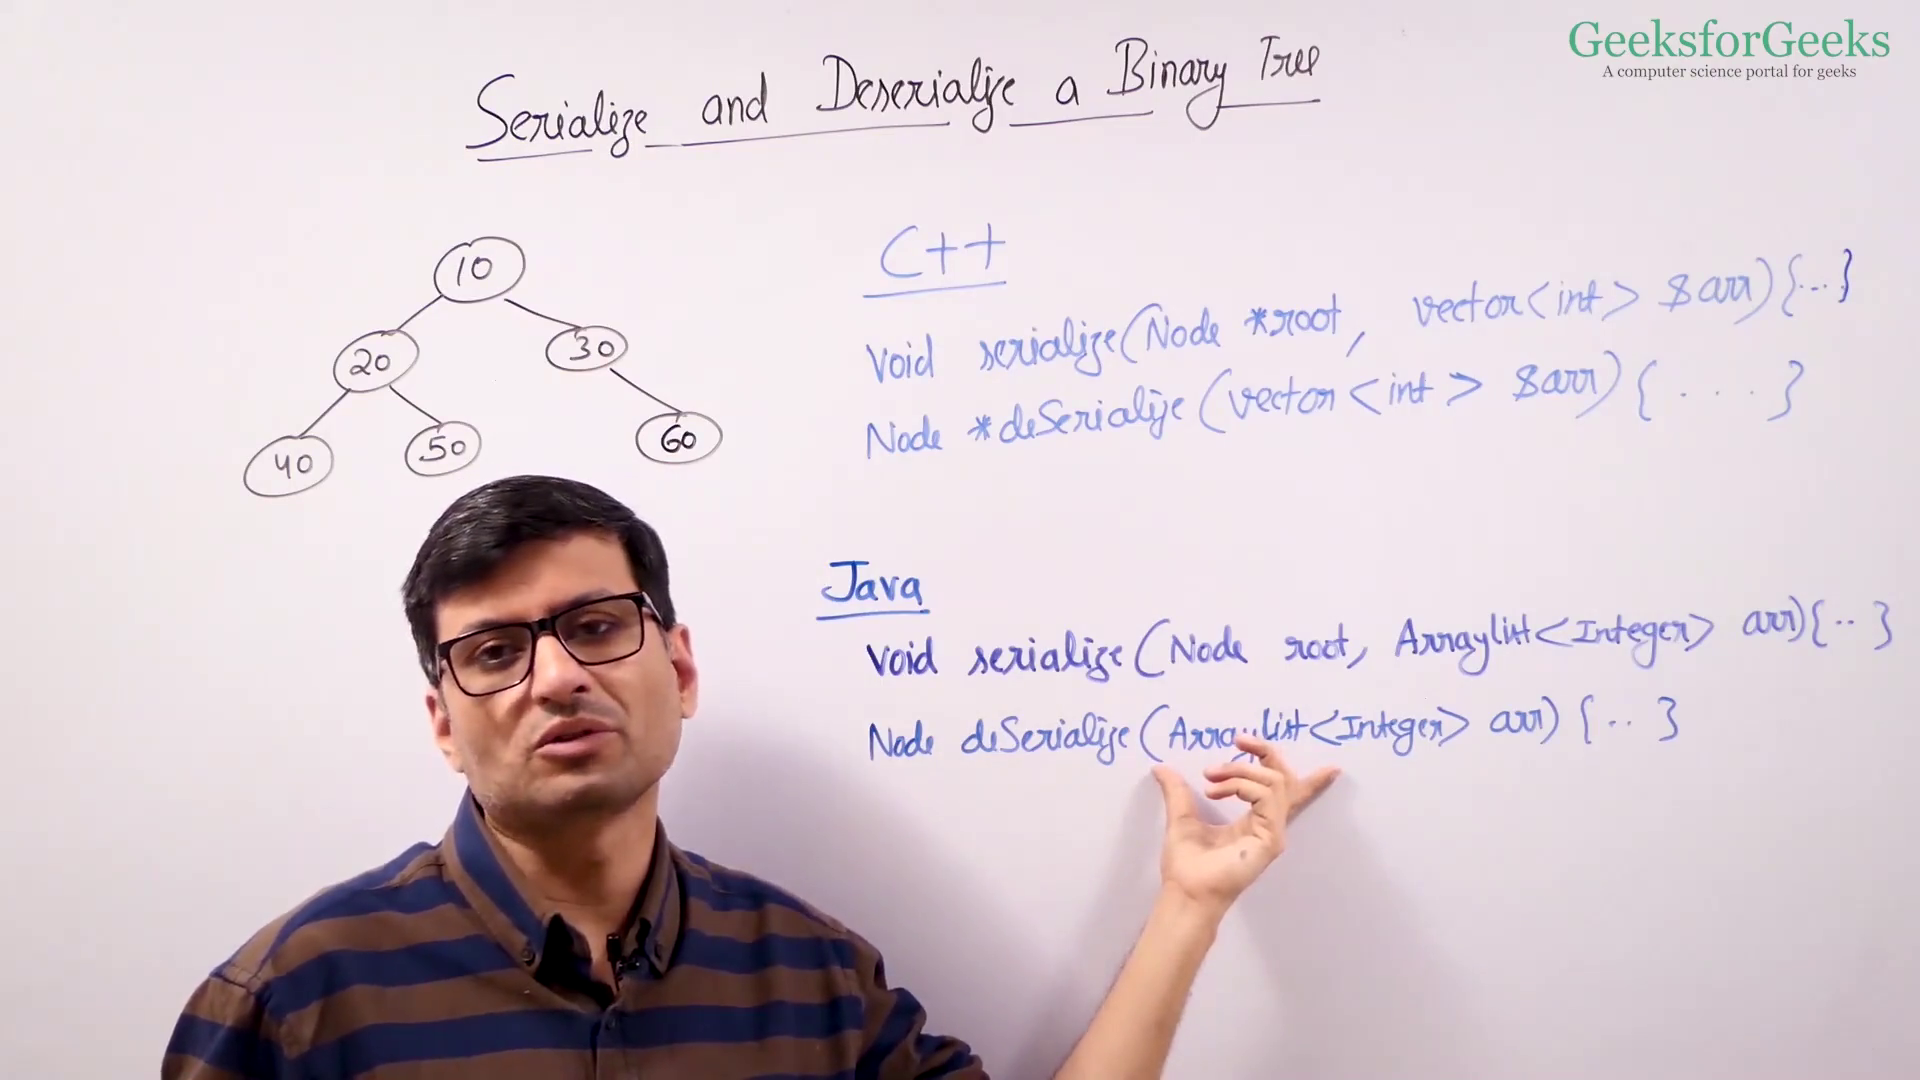 GeeksforGeeks
A computer science portal for geeks
Serialize and Deserialize a Binary Tree
10
20
30
40
50
60
C++
Void serialize(Node *root, vector<int> &arr){...}
Node *deSerialize(vector<int> &arr){ . . . . }
Java
Void serialize(Node root, Arraylist<Integer> arr){..}
Node deSerialize(Arraylist<Integer> arr) {...}